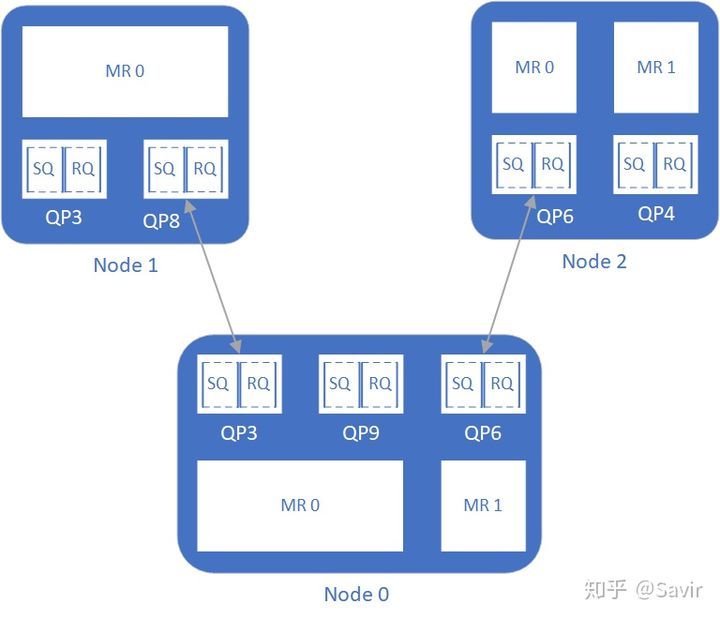 MR 0
SQ RQ SQ RQ
QP3 QP8
Node 1
MR 0 MR 1
SQ RQ SQ RQ
QP6 QP4
Node 2
SQ RQ SQ RQ SQ RQ
QP3 QP9 QP6
MR 0 MR 1
Node 0
知乎 @Savir